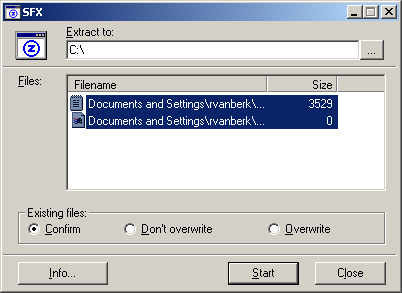 SFX
Extract to:
C:\
...
Files:
Filename Size
Documents and Settings\rvanberk\... 3529
Documents and Settings\rvanberk\... 0
Existing files:
Confirm Don't overwrite Overwrite
Info... Start Close